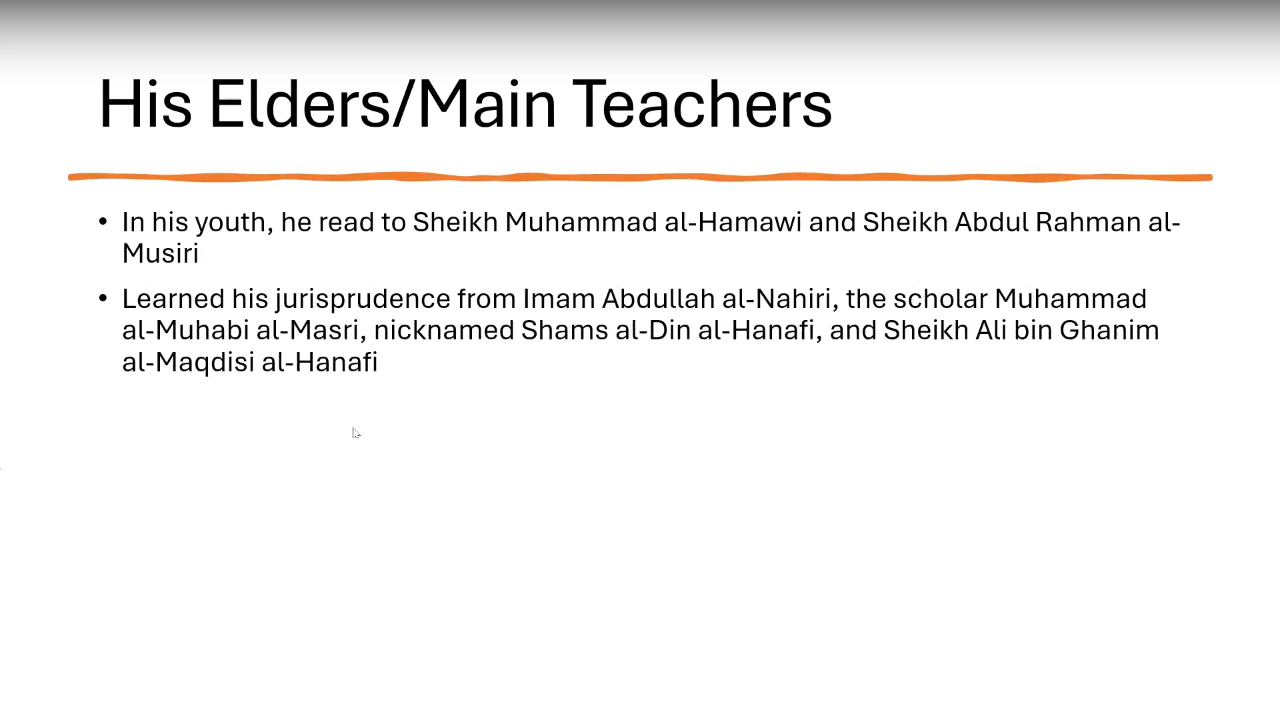 His Elders/Main Teachers
• In his youth, he read to Sheikh Muhammad al-Hamawi and Sheikh Abdul Rahman al-
Musiri
• Learned his jurisprudence from Imam Abdullah al-Nahiri, the scholar Muhammad
al-Muhabi al-Masri, nicknamed Shams al-Din al-Hanafi, and Sheikh Ali bin Ghanim
al-Maqdisi al-Hanafi